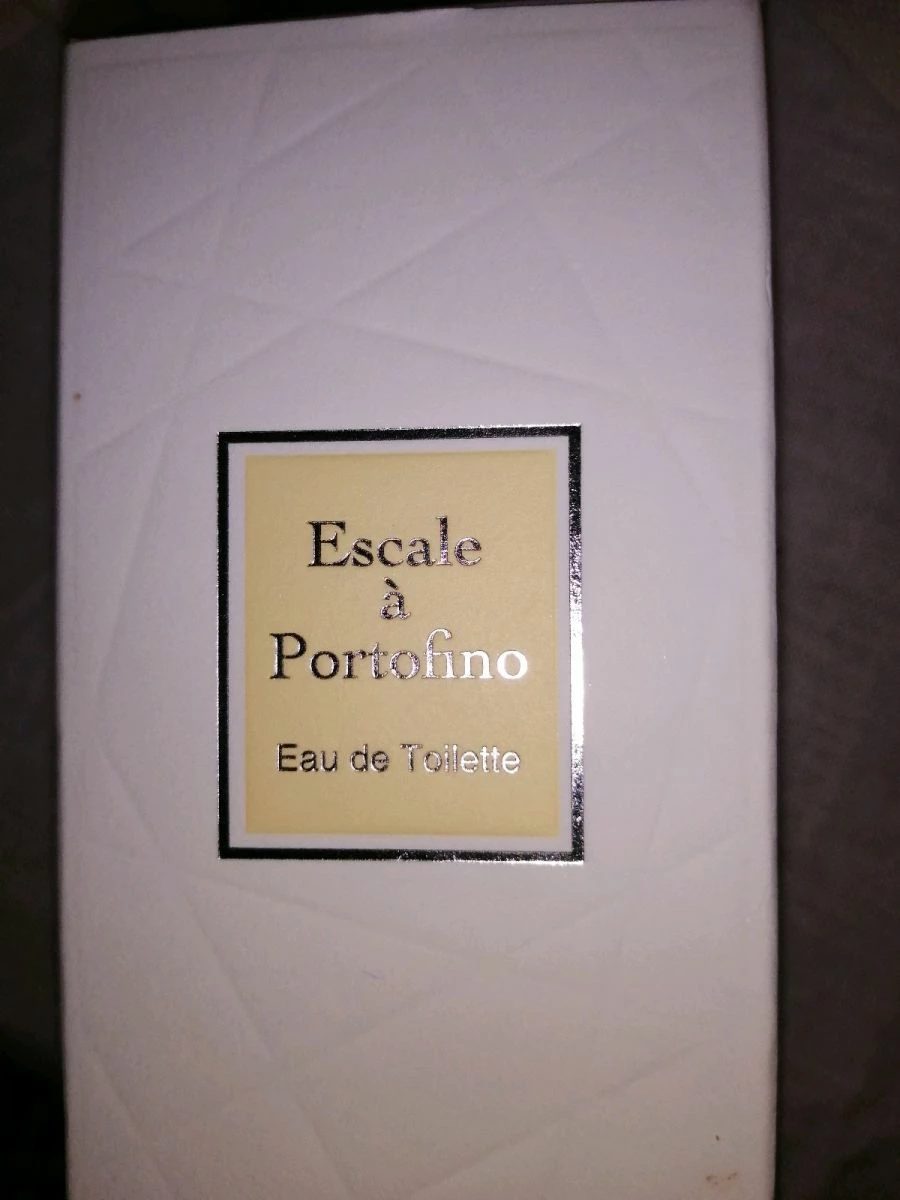 Escale
à
Portofino
Eau de Toilette